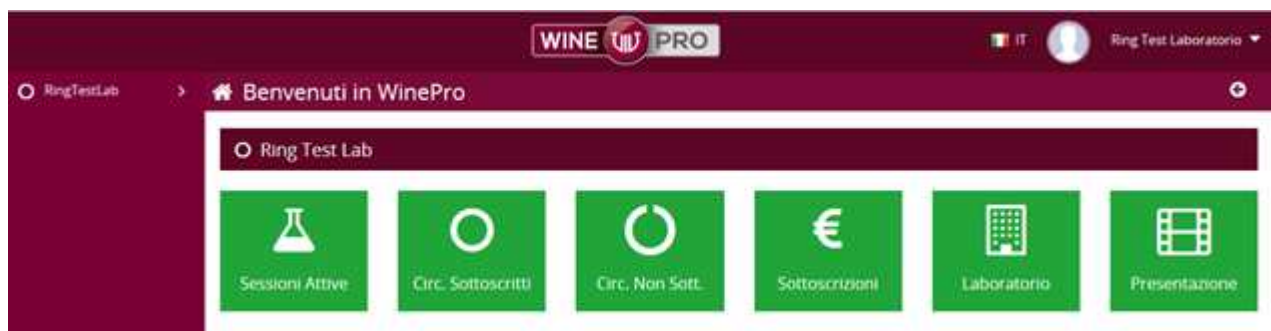 WINE PRO
IT
Ring Test Laboratorio
RingTestLab
Benvenuti in WinePro
Ring Test Lab
Sessioni Attive
Circ. Sottoscritti
Circ. Non Sott.
Sottoscrizioni
Laboratorio
Presentazione